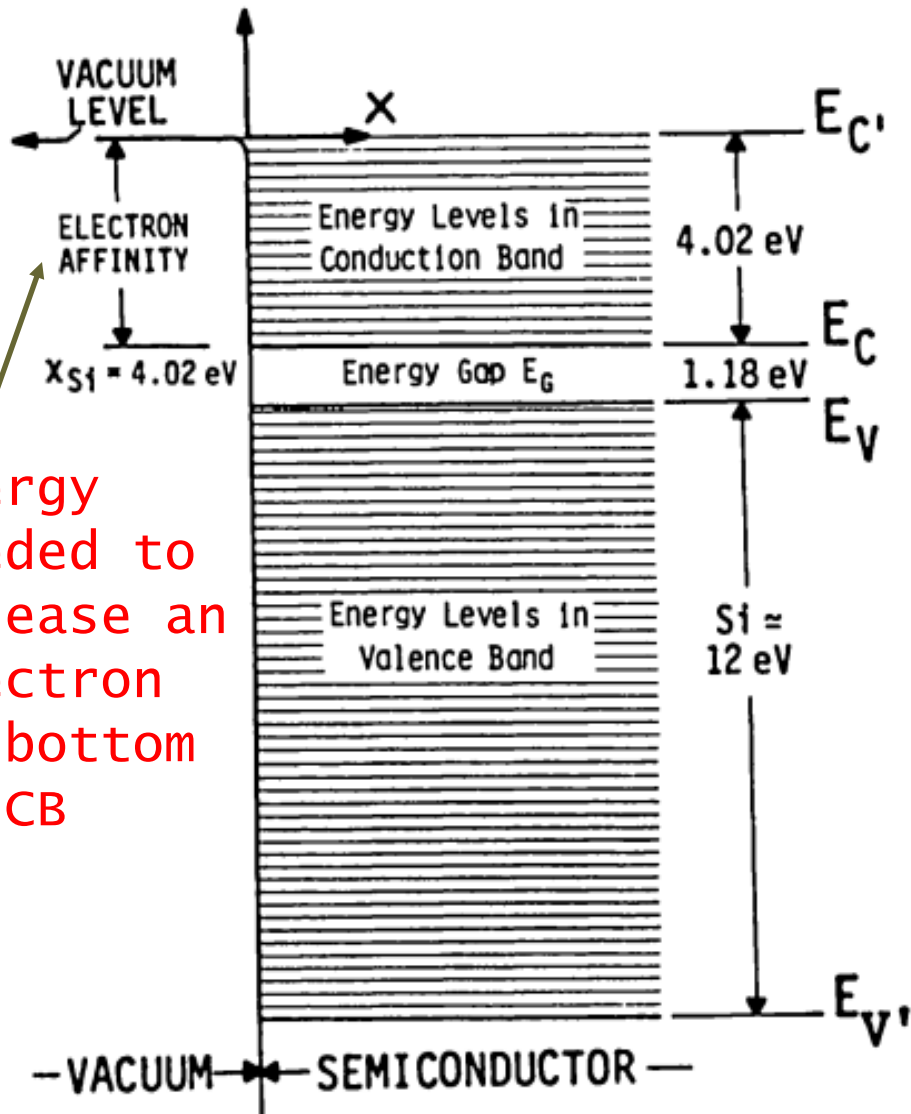 VACUUM
LEVEL
X
E_C'
ELECTRON
AFFINITY
Energy Levels in
Conduction Band
4.02 eV
E_C
X_Si = 4.02 eV
Energy Gap E_G
1.18 eV
E_V
rgy
ded to
ease an
ctron
bottom
CB
Energy Levels in
Valence Band
Si ≃
12 eV
E_V'
VACUUM
SEMICONDUCTOR